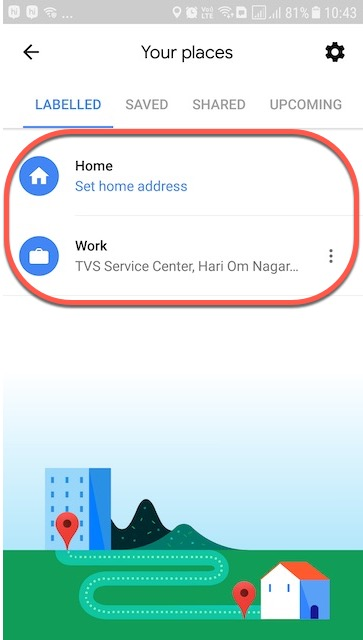 VoLTE 81% 10:43
Your places
LABELLED SAVED SHARED UPCOMING
Home
Set home address
Work
TVS Service Center, Hari Om Nagar...